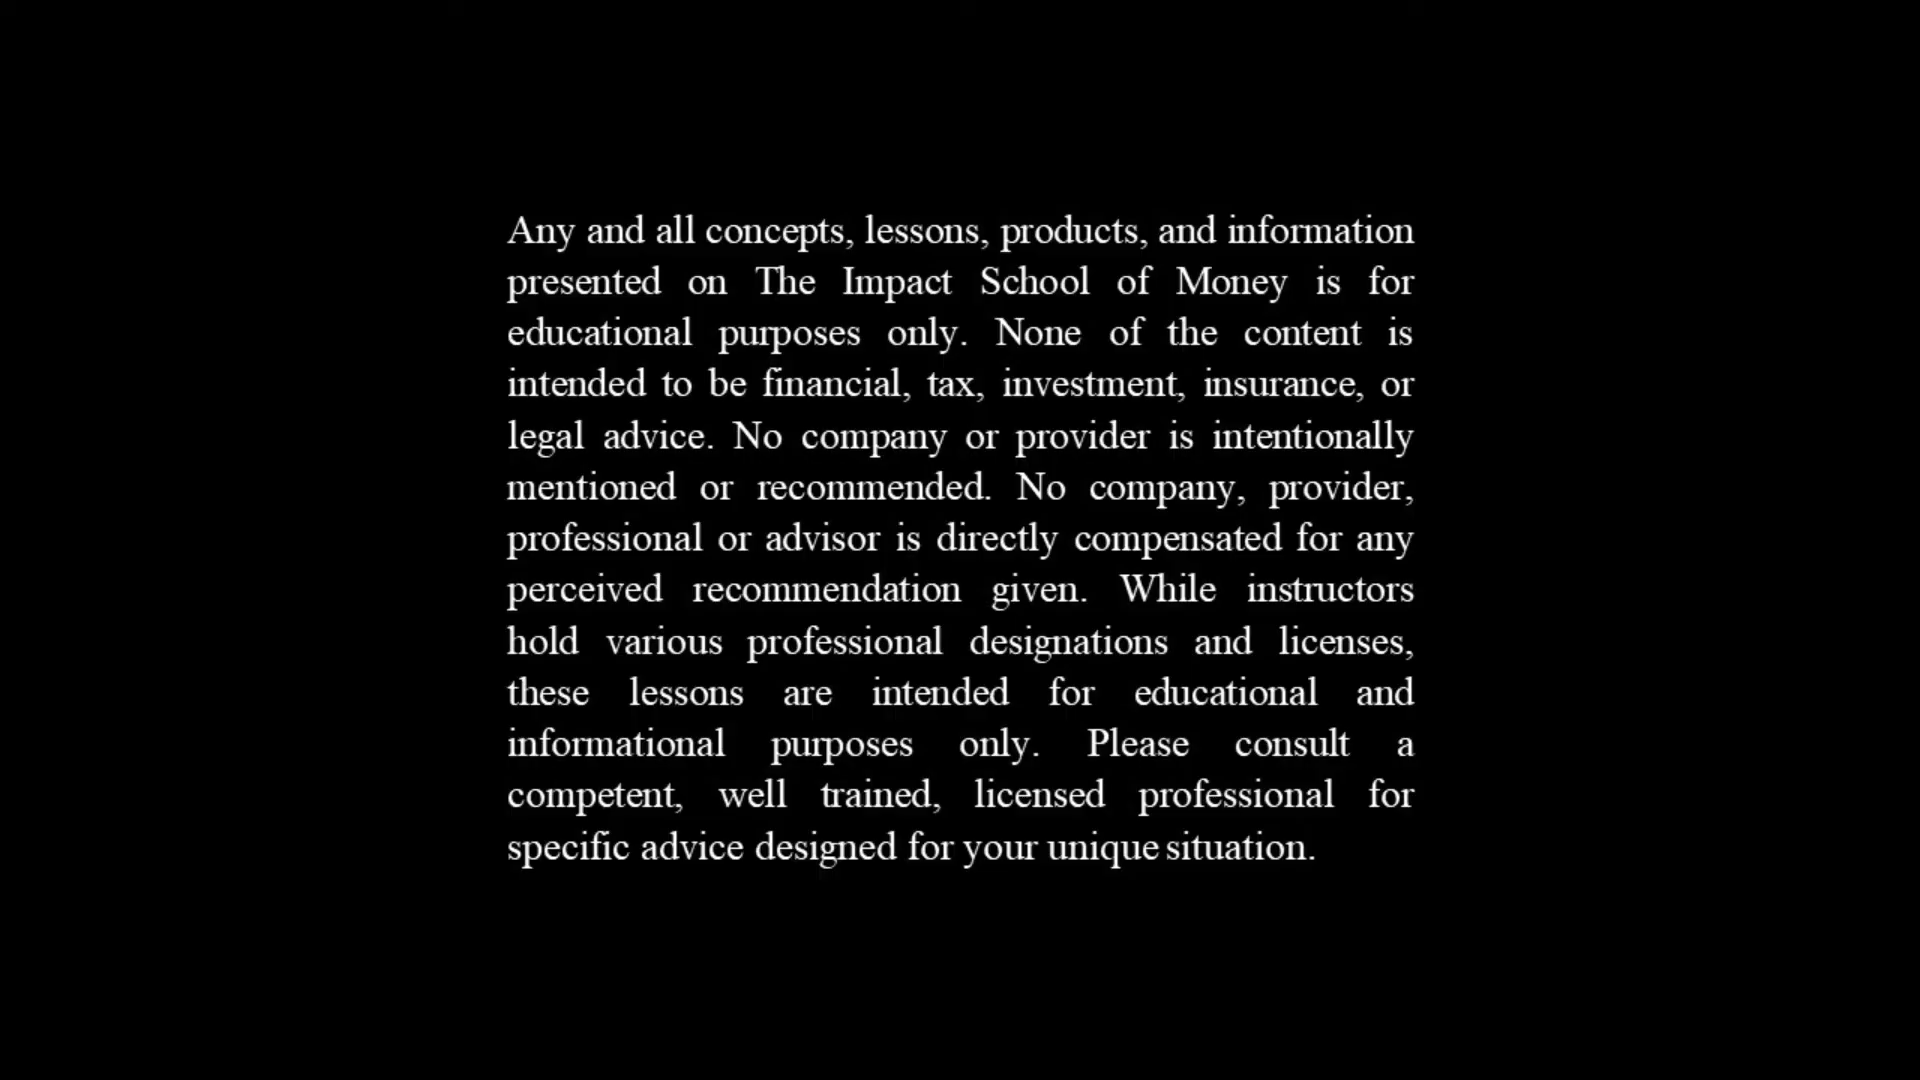 Any and all concepts, lessons, products, and information
presented on The Impact School of Money is for
educational purposes only. None of the content is
intended to be financial, tax, investment, insurance, or
legal advice. No company or provider is intentionally
mentioned or recommended. No company, provider,
professional or advisor is directly compensated for any
perceived recommendation given. While instructors
hold various professional designations and licenses,
these lessons are intended for educational and
informational purposes only. Please consult a
competent, well trained, licensed professional for
specific advice designed for your unique situation.